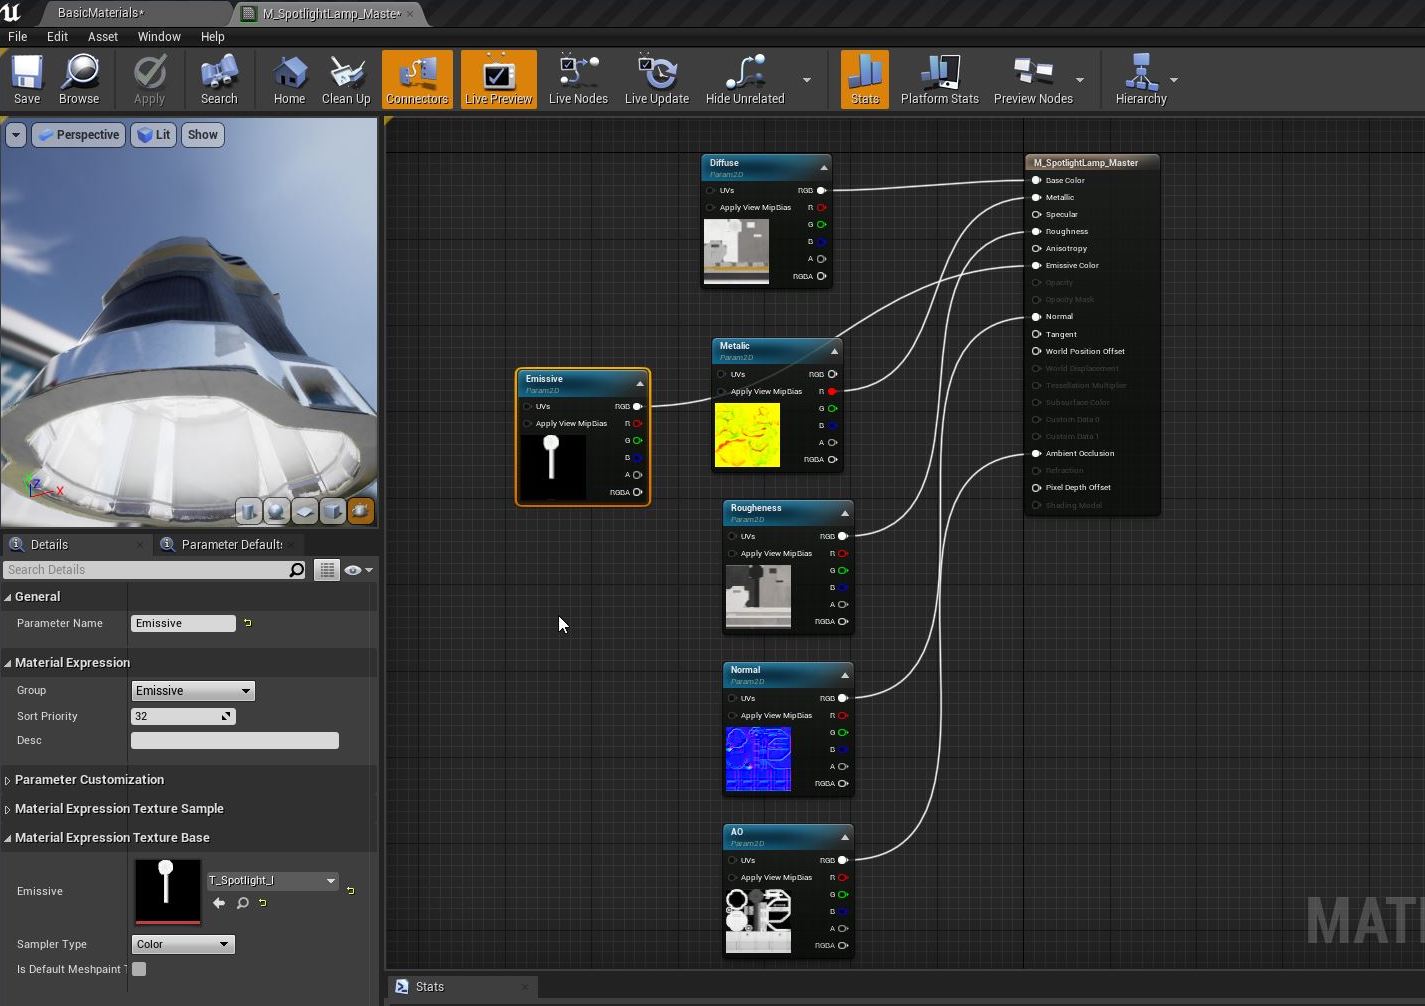 BasicMaterials*
M_SpotlightLamp_Maste*
File Edit Asset Window Help
Save Browse Apply Search Home Clean Up Connectors Live Preview Live Nodes Live Update Hide Unrelated Stats Platform Stats Preview Nodes Hierarchy
Perspective Lit Show
Z
X
Details
Parameter Default
Search Details
General
Parameter Name Emissive
Material Expression
Group Emissive
Sort Priority 32
Desc
Parameter Customization
Material Expression Texture Sample
Material Expression Texture Base
Emissive T_Spotlight_I
Sampler Type Color
Is Default Meshpaint T
Diffuse
Param2D
UVs RGB
Apply View MipBias R
G
B
A
RGBA
Emissive
Param2D
UVs RGB
Apply View MipBias R
G
B
A
RGBA
Metalic
Param2D
UVs RGB
Apply View MipBias R
G
B
A
RGBA
Rougheness
Param2D
UVs RGB
Apply View MipBias R
G
B
A
RGBA
Normal
Param2D
UVs RGB
Apply View MipBias R
G
B
A
RGBA
AO
Param2D
UVs RGB
Apply View MipBias R
G
B
A
RGBA
M_SpotlightLamp_Master
Base Color
Metallic
Specular
Roughness
Anisotropy
Emissive Color
Opacity
Opacity Mask
Normal
Tangent
World Position Offset
World Displacement
Tessellation Multiplier
Subsurface Color
Custom Data 0
Custom Data 1
Ambient Occlusion
Refraction
Pixel Depth Offset
Shading Model
MAT
Stats